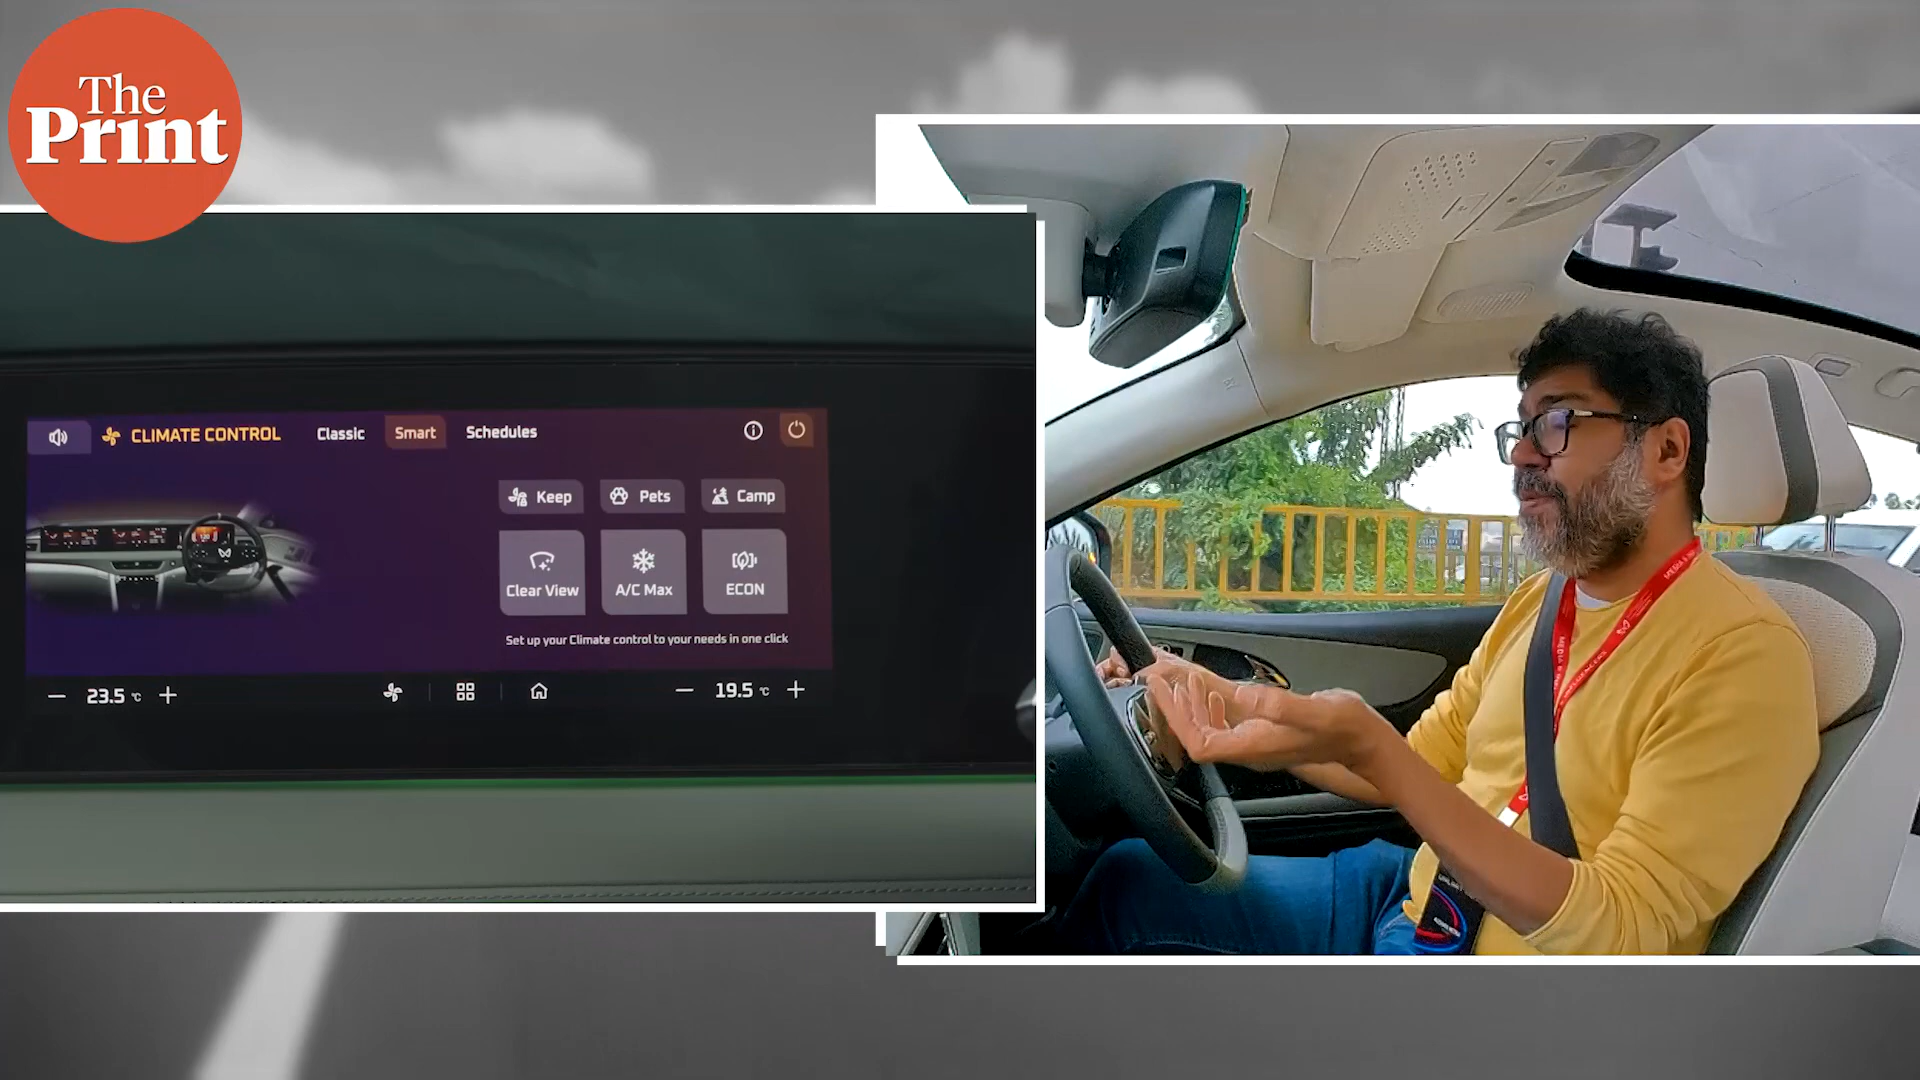 The
Print
CLIMATE CONTROL
Classic
Smart
Schedules
Keep
Pets
Camp
Clear View
A/C Max
ECON
Set up your Climate control to your needs in one click
23.5 °C
19.5 °C